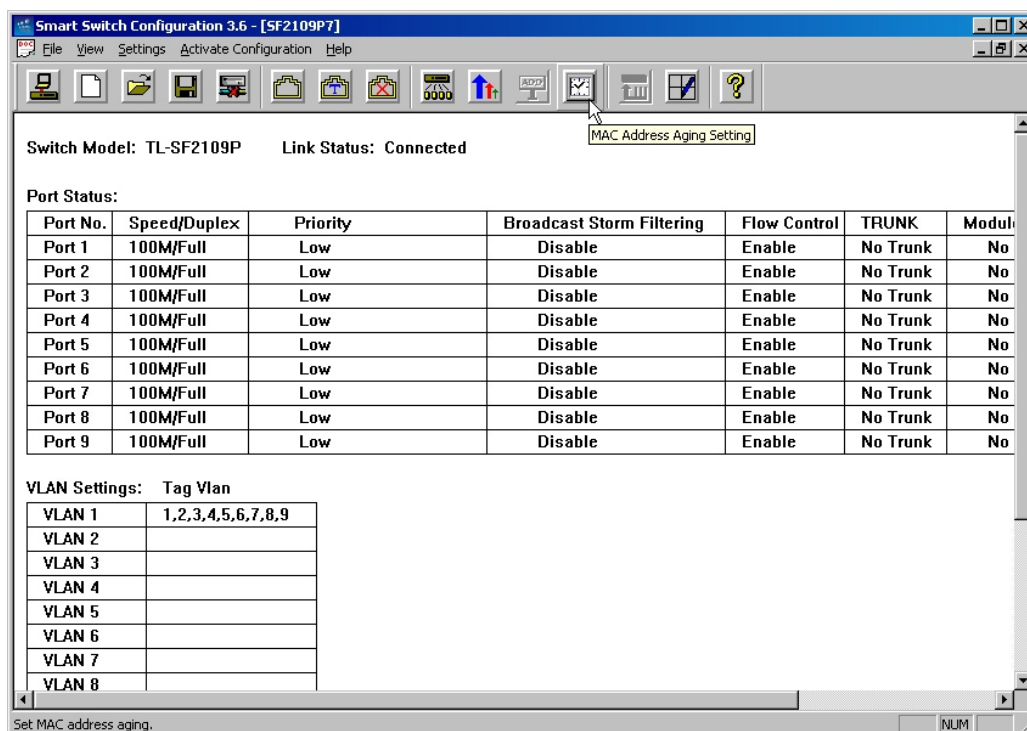 Smart Switch Configuration 3.6 - [SF2109P7]
DOC File View Settings Activate Configuration Help
ADD
MAC Address Aging Setting
Switch Model: TL-SF2109P Link Status: Connected
Port Status:
Port No. Speed/Duplex Priority Broadcast Storm Filtering Flow Control TRUNK Modul
Port 1 100M/Full Low Disable Enable No Trunk No
Port 2 100M/Full Low Disable Enable No Trunk No
Port 3 100M/Full Low Disable Enable No Trunk No
Port 4 100M/Full Low Disable Enable No Trunk No
Port 5 100M/Full Low Disable Enable No Trunk No
Port 6 100M/Full Low Disable Enable No Trunk No
Port 7 100M/Full Low Disable Enable No Trunk No
Port 8 100M/Full Low Disable Enable No Trunk No
Port 9 100M/Full Low Disable Enable No Trunk No
VLAN Settings: Tag Vlan
VLAN 1 1,2,3,4,5,6,7,8,9
VLAN 2
VLAN 3
VLAN 4
VLAN 5
VLAN 6
VLAN 7
VLAN 8
Set MAC address aging. NUM